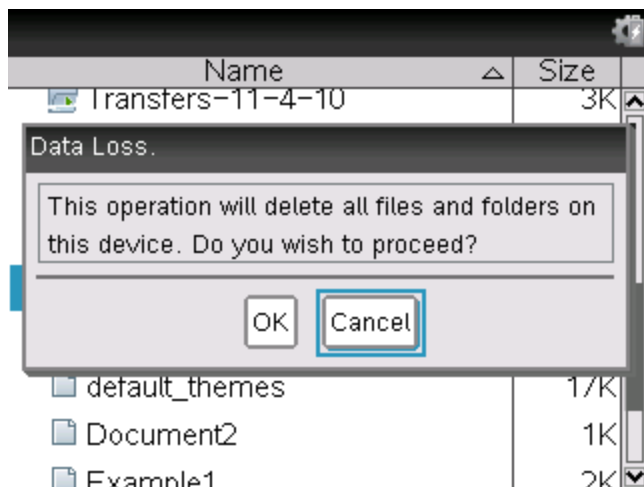 Name Size
Transfers-11-4-10 3K
Data Loss.
This operation will delete all files and folders on
this device. Do you wish to proceed?
OK Cancel
default_themes 17K
Document2 1K
Example1 2K